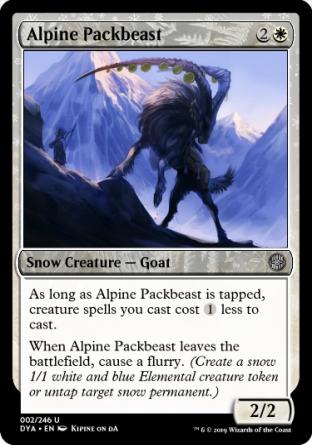 Alpine Packbeast 2
Snow Creature — Goat
As long as Alpine Packbeast is tapped,
creature spells you cast cost 1 less to
cast.
When Alpine Packbeast leaves the
battlefield, cause a flurry. (Create a snow
1/1 white and blue Elemental creature token
or untap target snow permanent.)
2/2
002/246 U
DYA • EN Kipine on dA ™ & © 2019 Wizards of the Coast